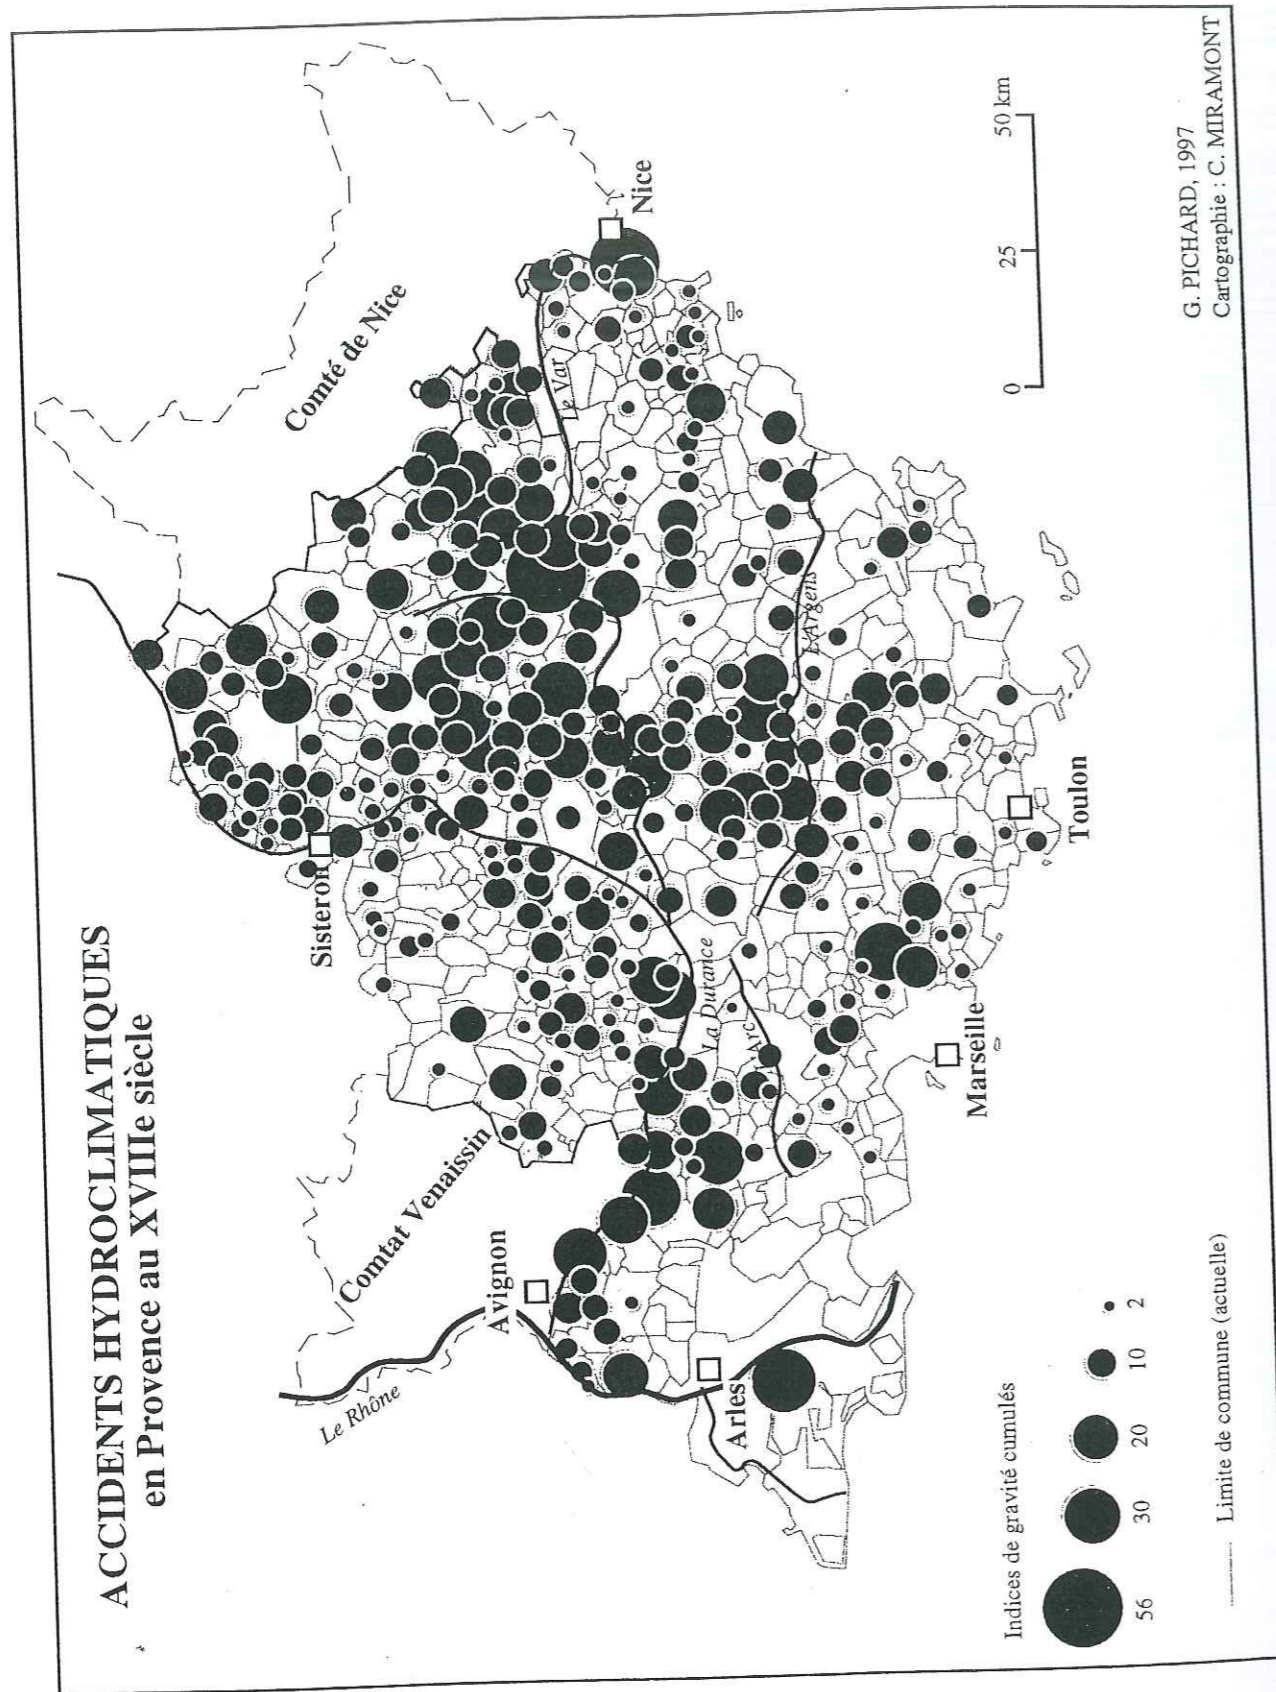 ACCIDENTS HYDROCLIMATIQUES
en Provence au XVIIIe siècle
Comté de Nice
Sisteron
Comtat Venaissin
Le Var
Nice
Avignon
Le Rhône
La Durance
L'Argens
L'Arc
Arles
Marseille
Toulon
Indices de gravité cumulés
56
30
20
10
2
Limite de commune (actuelle)
0
25
50 km
G. PICHARD, 1997
Cartographie : C. MIRAMONT